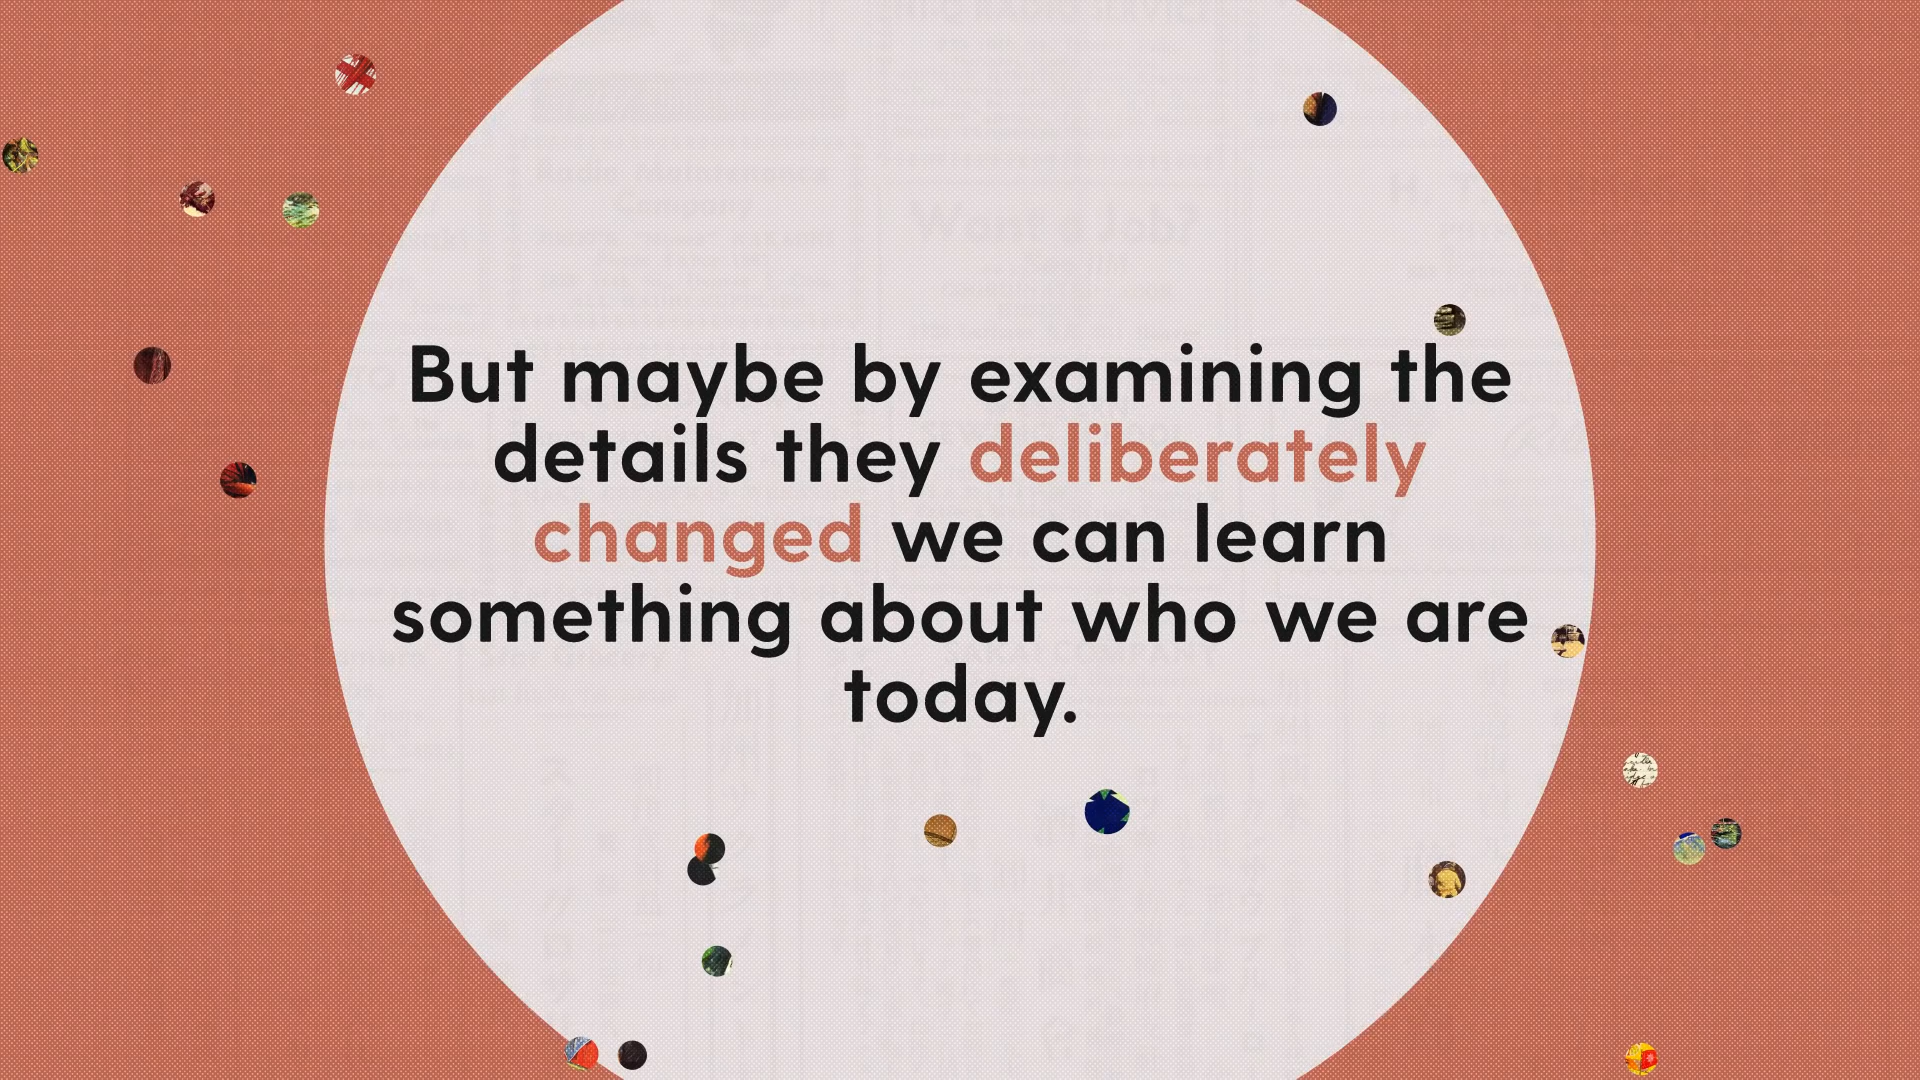 But maybe by examining the
details they deliberately
changed we can learn
something about who we are
today.